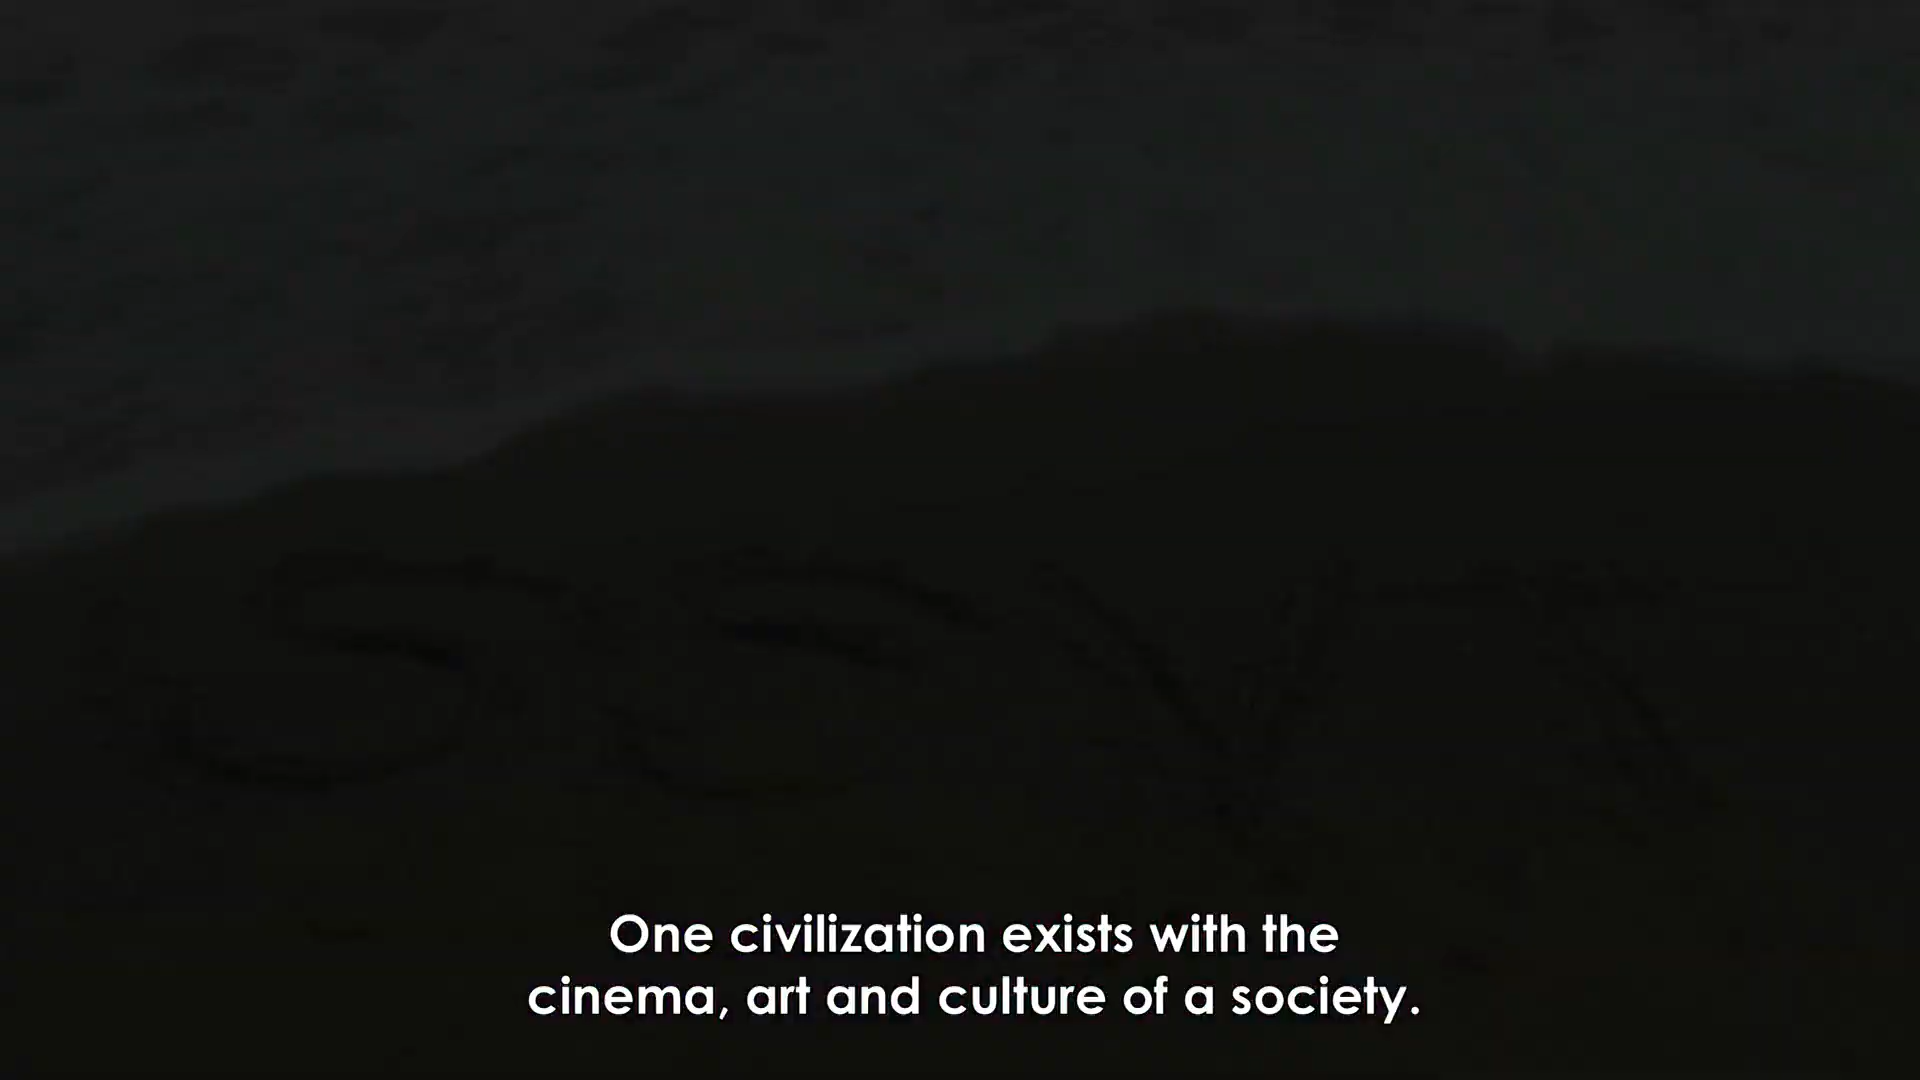 One civilization exists with the
cinema, art and culture of a society.